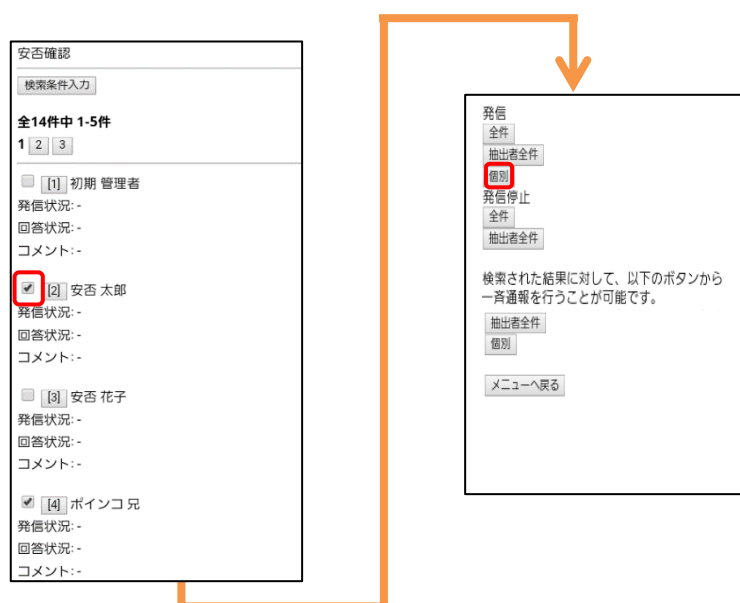 安否確認
検索条件入力
全14件中 1-5件
1 2 3
[1] 初期 管理者
発信状況:-
回答状況:-
コメント:-
[2] 安否 太郎
発信状況:-
回答状況:-
コメント:-
[3] 安否 花子
発信状況:-
回答状況:-
コメント:-
[4] ポインコ 兄
発信状況:-
回答状況:-
コメント:-
発信
全件
抽出者全件
個別
発信停止
全件
抽出者全件
検索された結果に対して、以下のボタンから
一斉通報を行うことが可能です。
抽出者全件
個別
メニューへ戻る